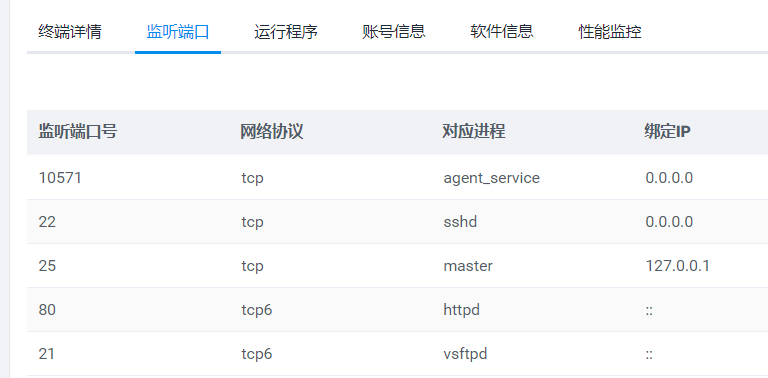 终端详情 监听端口 运行程序 账号信息 软件信息 性能监控
监听端口号 网络协议 对应进程 绑定IP
10571 tcp agent_service 0.0.0.0
22 tcp sshd 0.0.0.0
25 tcp master 127.0.0.1
80 tcp6 httpd ::
21 tcp6 vsftpd ::